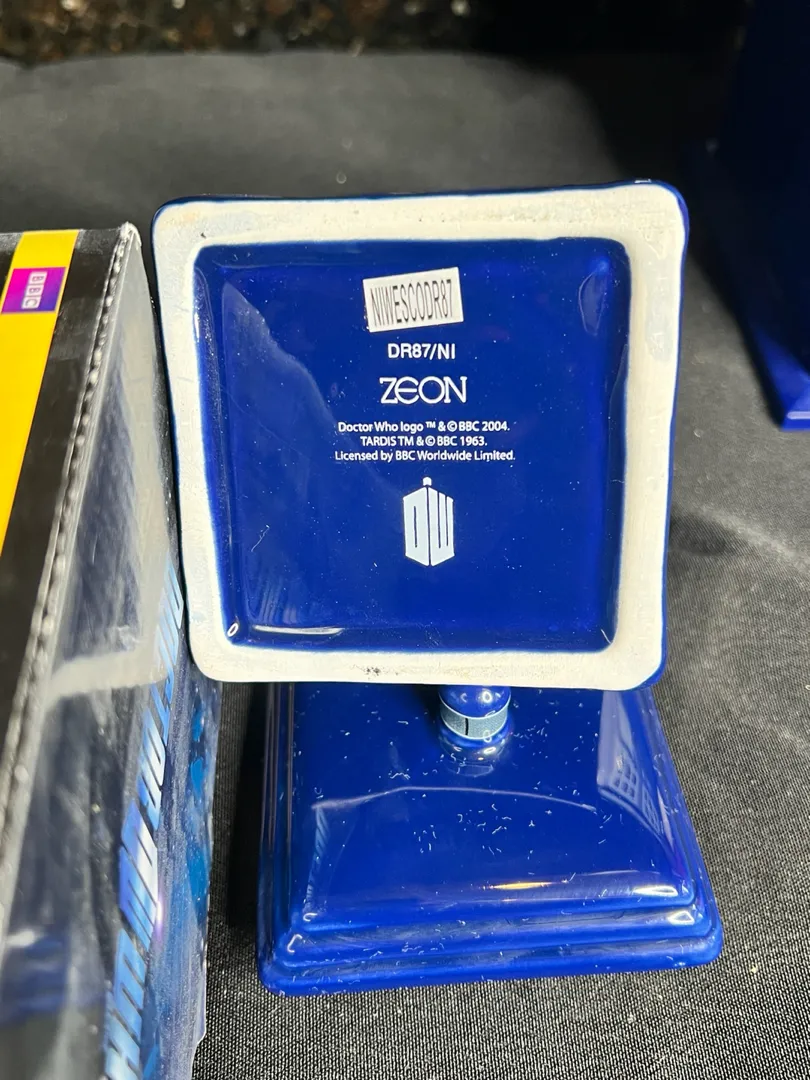 BBC
NIWESCODR87
DR87/NI
ZEON
Doctor Who logo ™ & © BBC 2004.
TARDIS TM & © BBC 1963.
Licensed by BBC Worldwide Limited.
DW